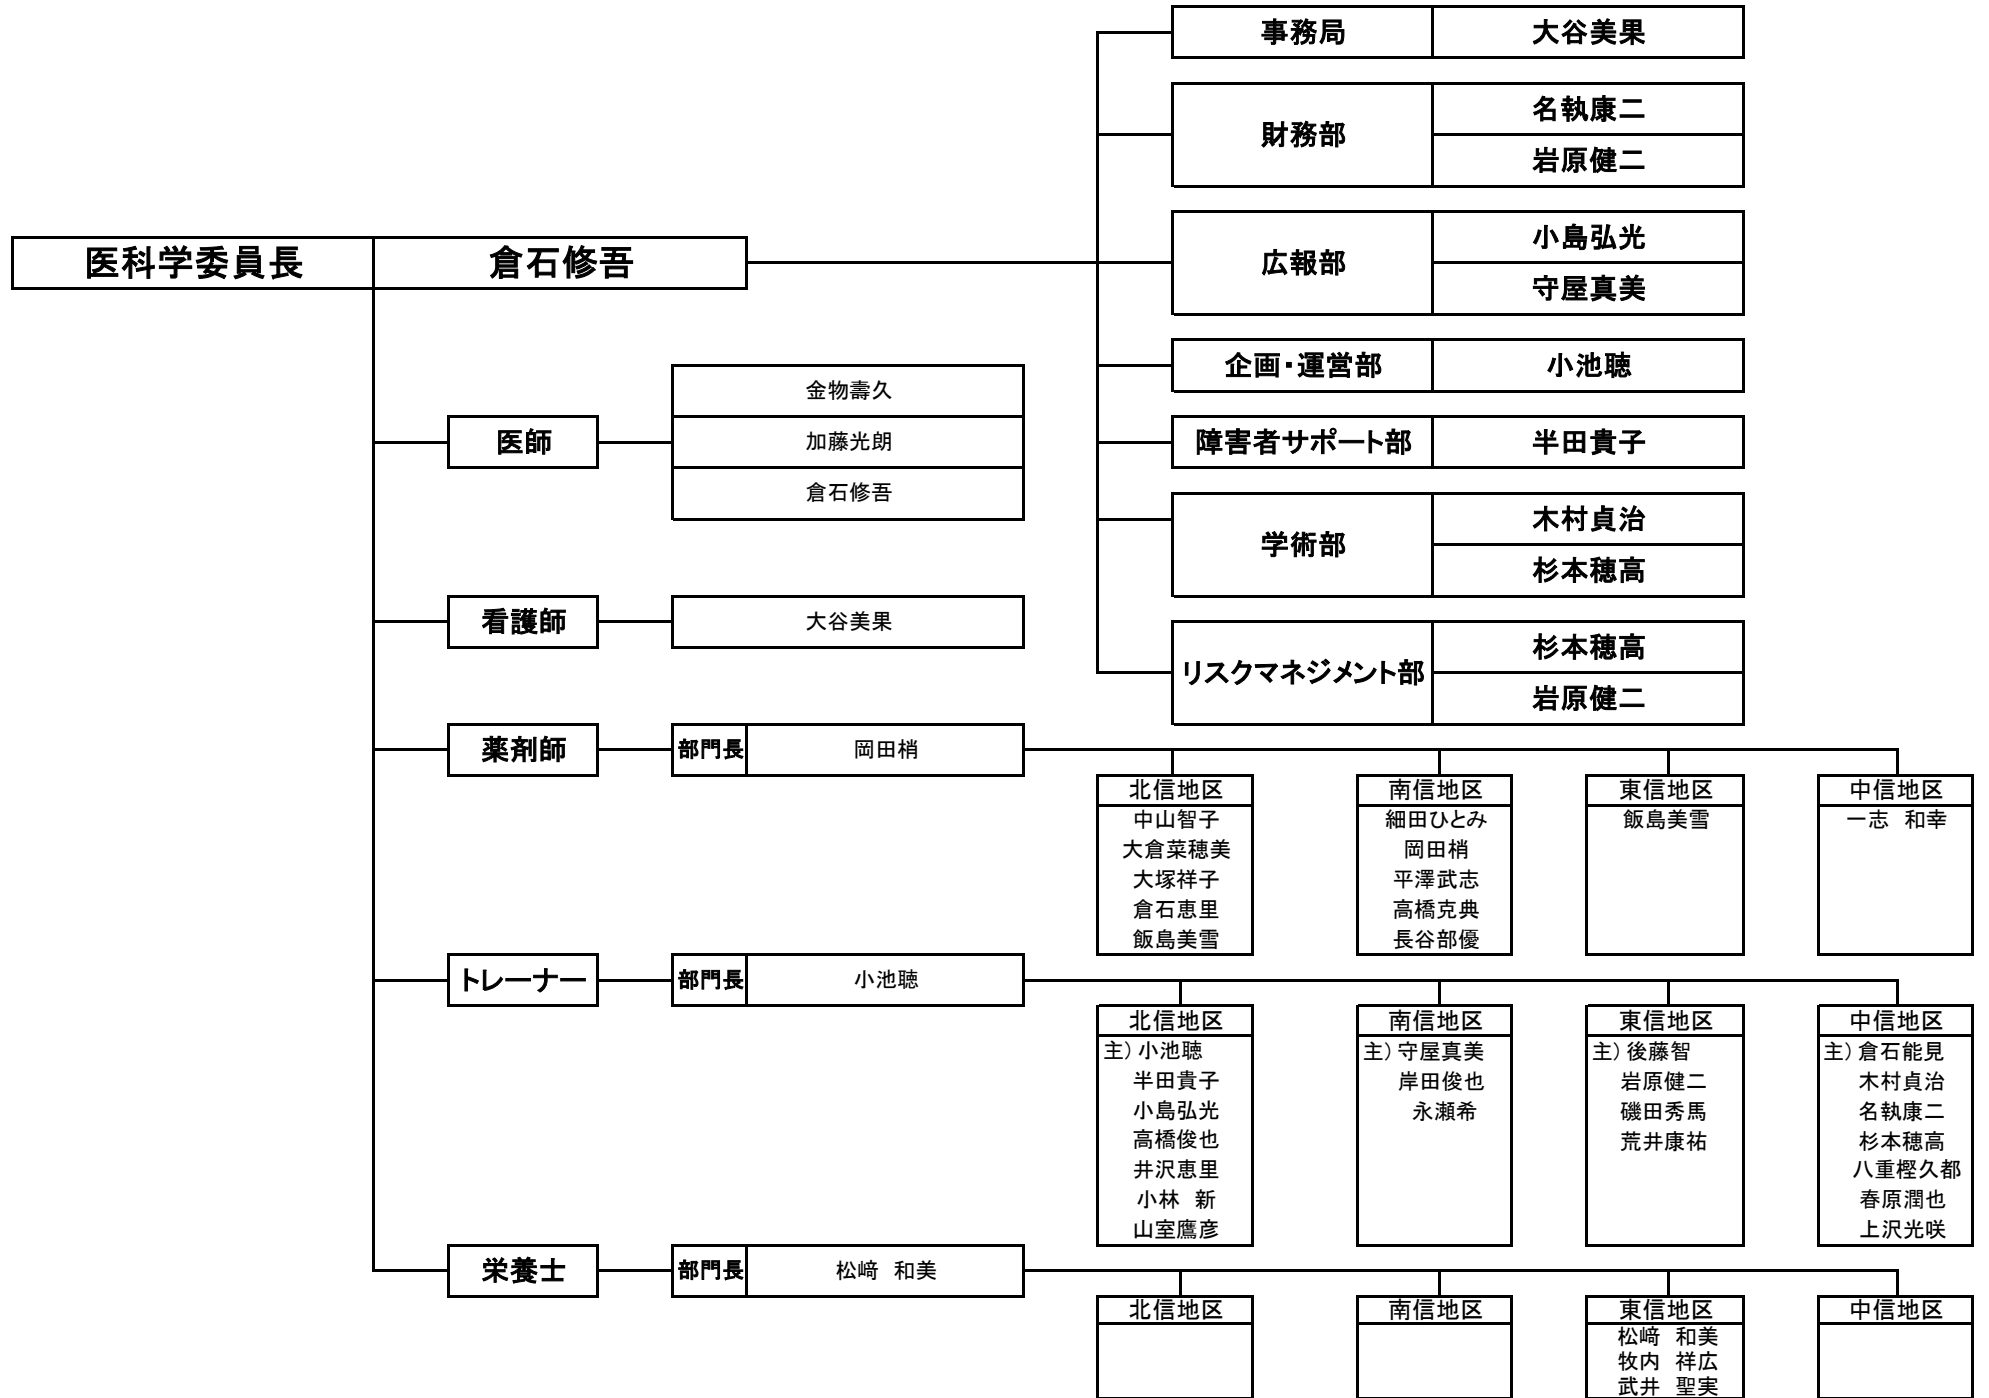 事務局 大谷美果
財務部 名執康二
岩原健二
広報部 小島弘光
守屋真美
医科学委員長 倉石修吾
企画・運営部 小池聴
障害者サポート部 半田貴子
学術部 木村貞治
杉本穂高
リスクマネジメント部 杉本穂高
岩原健二
医師
金物壽久
加藤光朗
倉石修吾
看護師 大谷美果
薬剤師 部門長 岡田梢
北信地区
中山智子
大倉菜穂美
大塚祥子
倉石恵里
飯島美雪
南信地区
細田ひとみ
岡田梢
平澤武志
高橋克典
長谷部優
東信地区
飯島美雪
中信地区
一志 和幸
トレーナー 部門長 小池聴
北信地区
主）小池聴
半田貴子
小島弘光
高橋俊也
井沢恵里
小林 新
山室鷹彦
南信地区
主）守屋真美
岸田俊也
永瀬希
東信地区
主）後藤智
岩原健二
磯田秀馬
荒井康祐
中信地区
主）倉石能見
木村貞治
名執康二
杉本穂高
八重樫久都
春原潤也
上沢光咲
栄養士 部門長 松﨑 和美
北信地区
南信地区
東信地区
松﨑 和美
牧内 祥広
武井 聖実
中信地区